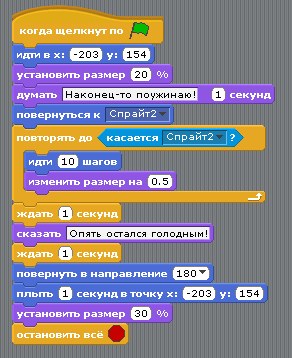 когда щелкнут по
идти в x: -203 y: 154
установить размер 20 %
думать Наконец-то поужинаю! 1 секунд
повернуться к Спрайт2
повторять до касается Спрайт2 ?
идти 10 шагов
изменить размер на 0.5
ждать 1 секунд
сказать Опять остался голодным!
ждать 1 секунд
повернуть в направление 180
плыть 1 секунд в точку x: -203 y: 154
установить размер 30 %
остановить всё